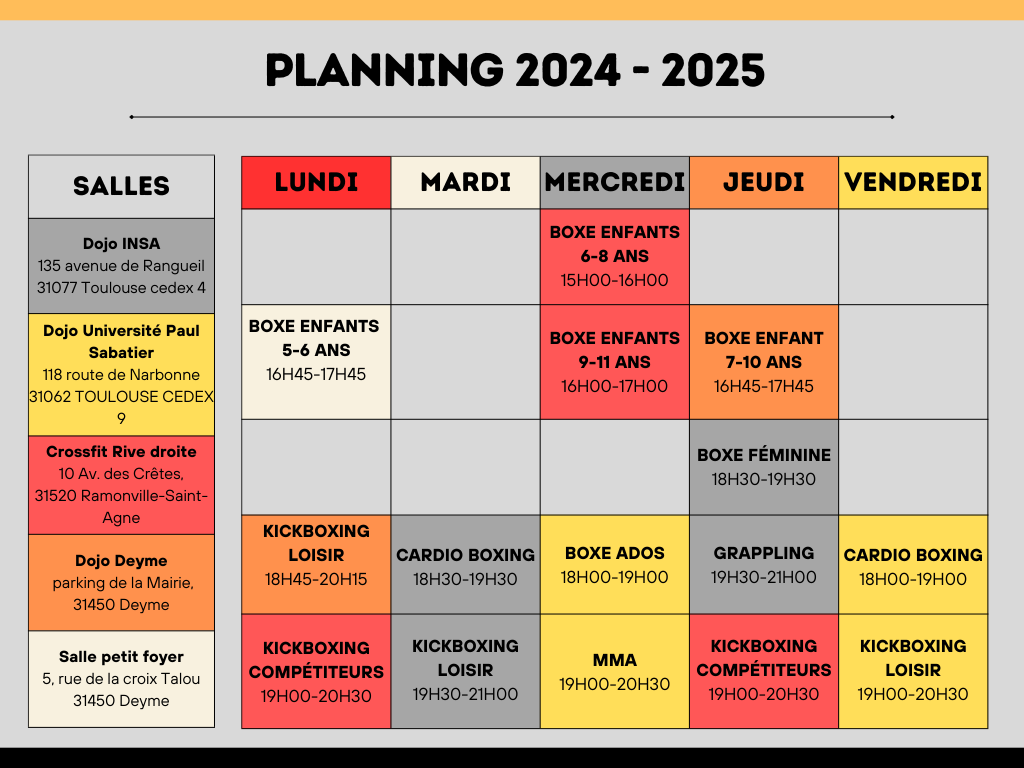 PLANNING 2024 - 2025
SALLES
Dojo INSA
135 avenue de Rangueil
31077 Toulouse cedex 4
Dojo Université Paul
Sabatier
118 route de Narbonne
31062 TOULOUSE CEDEX
9
Crossfit Rive droite
10 Av. des Crêtes,
31520 Ramonville-Saint-
Agne
Dojo Deyme
parking de la Mairie,
31450 Deyme
Salle petit foyer
5, rue de la croix Talou
31450 Deyme
LUNDI
MARDI
MERCREDI
JEUDI
VENDREDI
BOXE ENFANTS
6-8 ANS
15H00-16H00
BOXE ENFANTS
5-6 ANS
16H45-17H45
BOXE ENFANTS
9-11 ANS
16H00-17H00
BOXE ENFANT
7-10 ANS
16H45-17H45
BOXE FÉMININE
18H30-19H30
KICKBOXING
LOISIR
18H45-20H15
CARDIO BOXING
18H30-19H30
BOXE ADOS
18H00-19H00
GRAPPLING
19H30-21H00
CARDIO BOXING
18H00-19H00
KICKBOXING
COMPÉTITEURS
19H00-20H30
KICKBOXING
LOISIR
19H30-21H00
MMA
19H00-20H30
KICKBOXING
COMPÉTITEURS
19H00-20H30
KICKBOXING
LOISIR
19H00-20H30